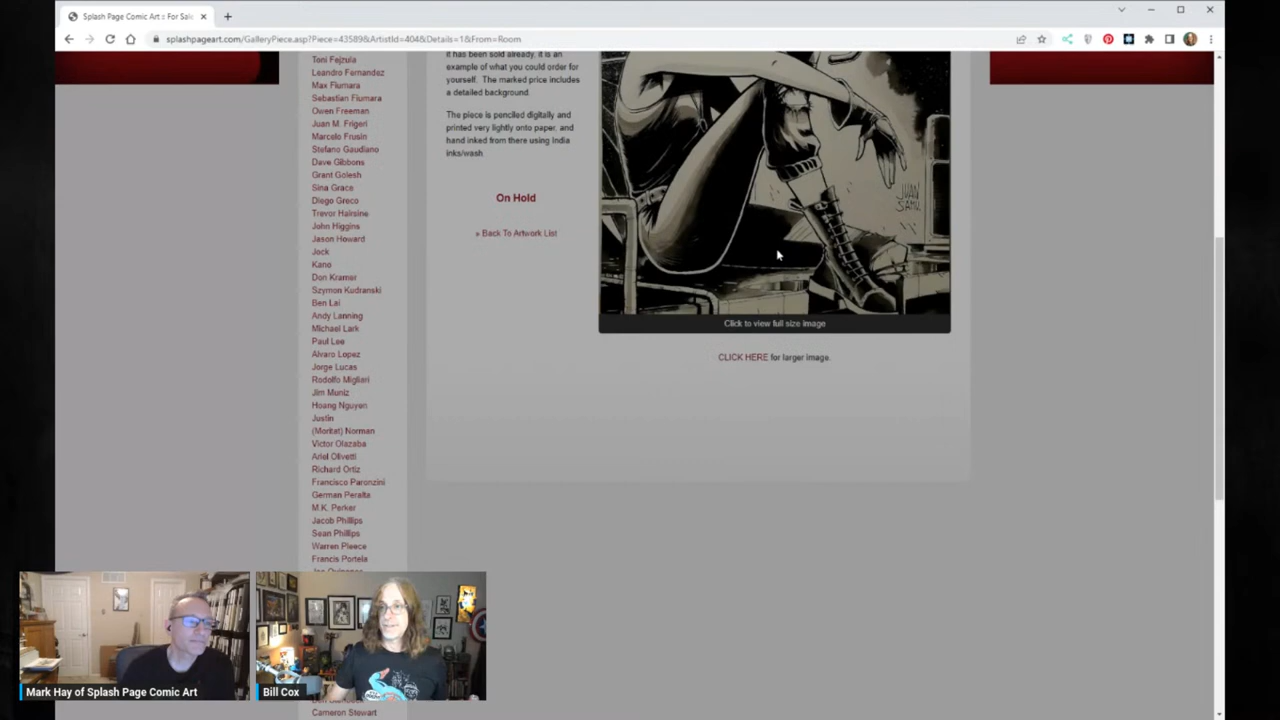 Splash Page Comic Art :: For Sale
splashpageart.com/GalleryPiece.asp?Piece=43589&ArtistId=404&Details=1&From=Room
Toni Fejzula
Leandro Fernandez
Max Fiumara
Sebastian Fiumara
Owen Freeman
Juan M. Frigeri
Marcelo Frusin
Stefano Gaudiano
Dave Gibbons
Grant Golesh
Sina Grace
Diego Greco
Trevor Hairsine
John Higgins
Jason Howard
Jock
Kano
Don Kramer
Szymon Kudranski
Ben Lai
Andy Lanning
Michael Lark
Paul Lee
Alvaro Lopez
Jorge Lucas
Rodolfo Migliari
Jim Muniz
Hoang Nguyen
Justin
(Moritat) Norman
Victor Olazaba
Ariel Olivetti
Richard Ortiz
Francisco Paronzini
German Peralta
M.K. Perker
Jacob Phillips
Sean Phillips
Warren Pleece
Francis Portela
Cameron Stewart
it has been sold already, it is an
example of what you could order for
yourself. The marked price includes
a detailed background.
The piece is penciled digitally and
printed very lightly onto paper, and
hand inked from there using India
inks/wash
On Hold
» Back To Artwork List
JUAN
SAMU
Click to view full size image
CLICK HERE for larger image.
Mark Hay of Splash Page Comic Art
Bill Cox